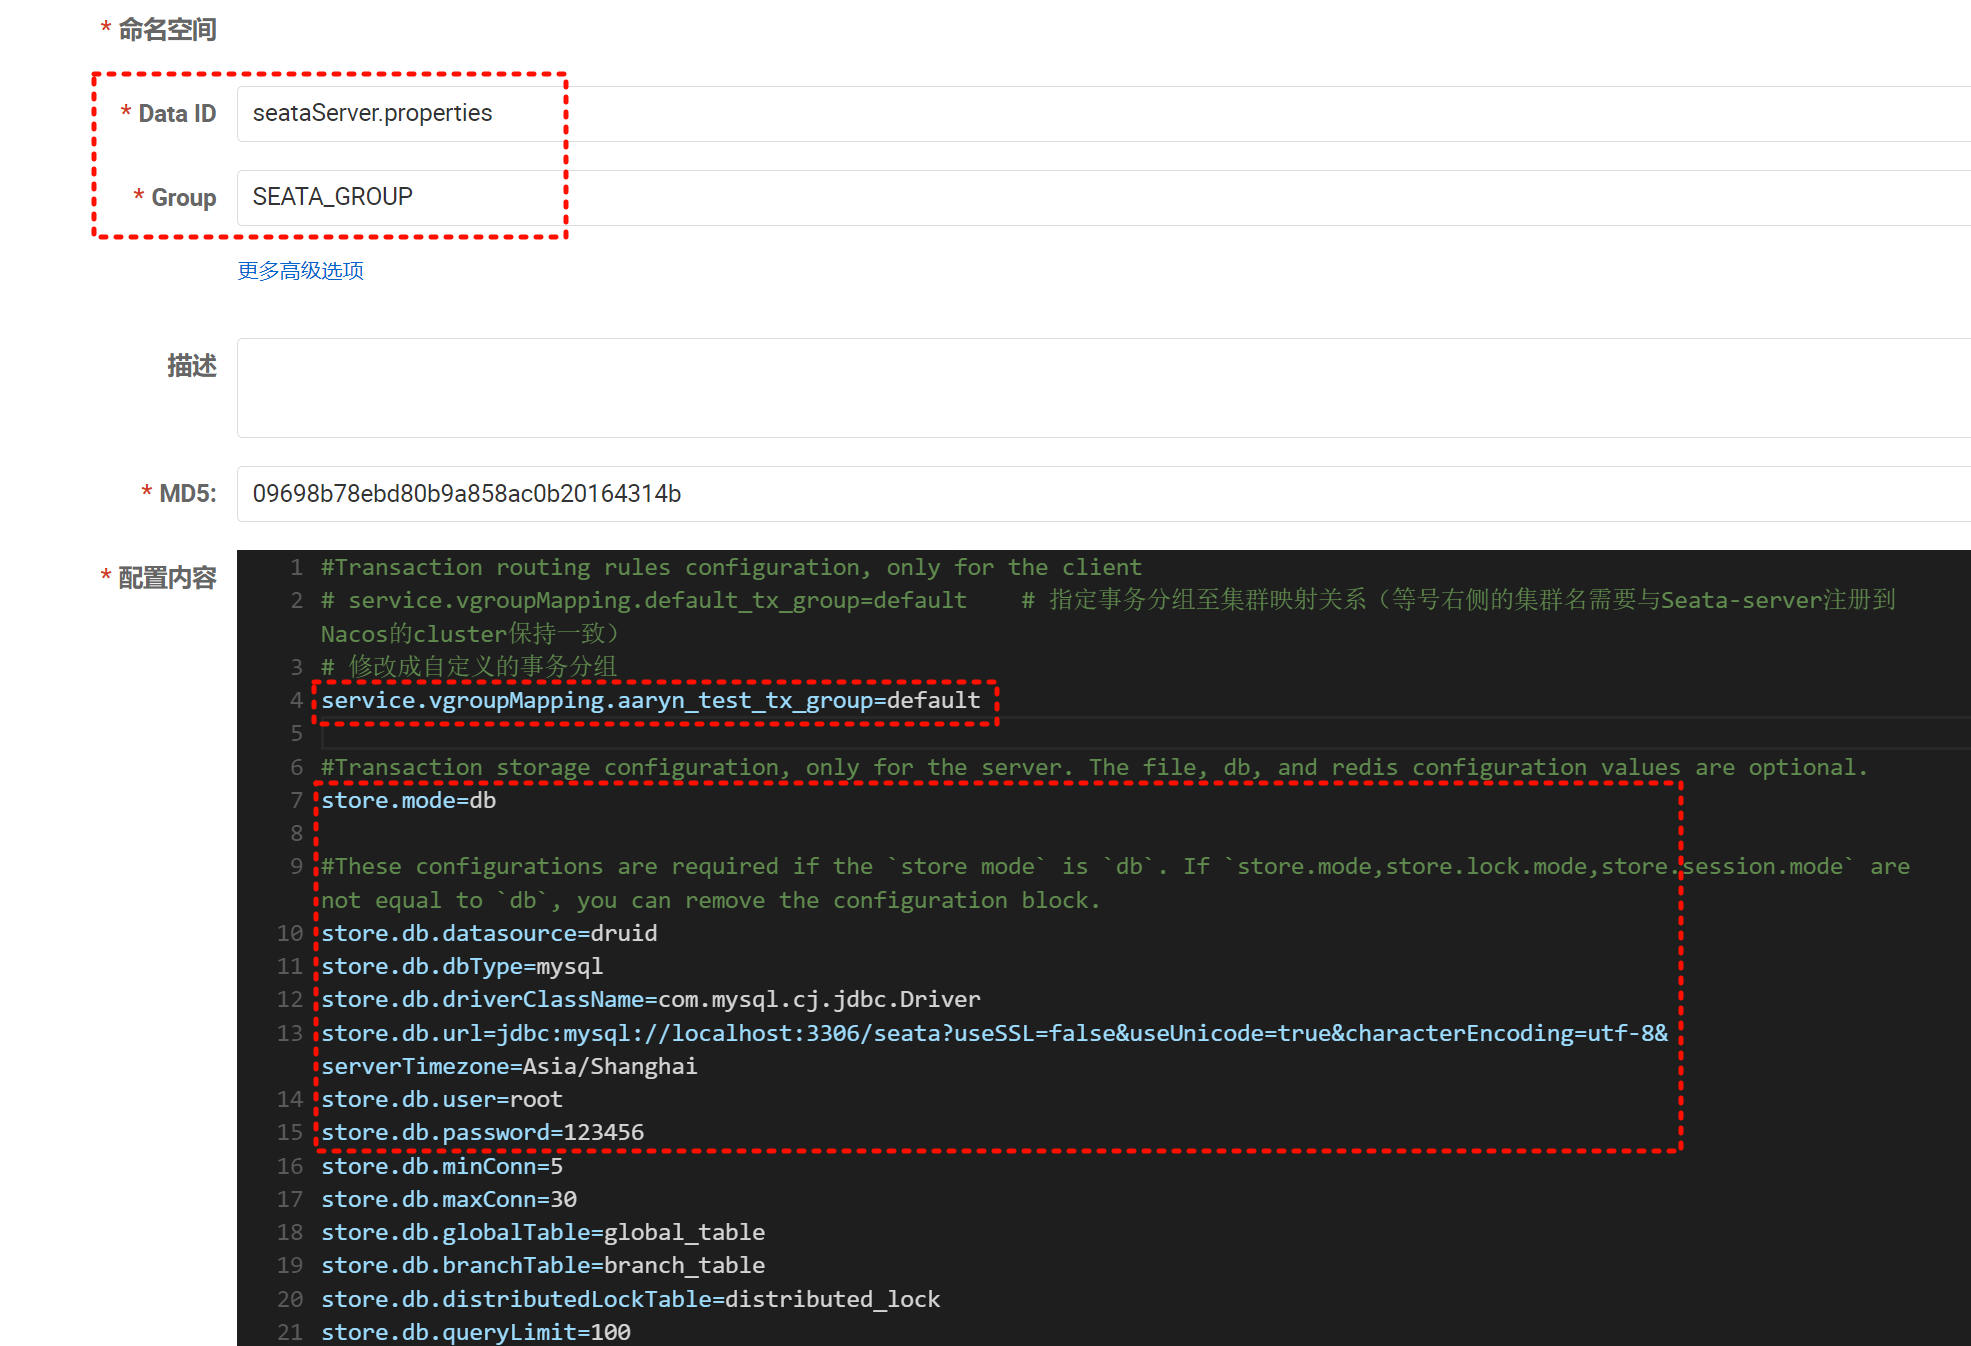 * 命名空间
* Data ID seataServer.properties
* Group SEATA_GROUP
更多高级选项
描述
* MD5: 09698b78ebd80b9a858ac0b20164314b
* 配置内容
1 #Transaction routing rules configuration, only for the client
2 # service.vgroupMapping.default_tx_group=default    # 指定事务分组至集群映射关系（等号右侧的集群名需要与Seata-server注册到
Nacos的cluster保持一致）
3 # 修改成自定义的事务分组
4 service.vgroupMapping.aaryn_test_tx_group=default
5
6 #Transaction storage configuration, only for the server. The file, db, and redis configuration values are optional.
7 store.mode=db
8
9 #These configurations are required if the `store mode` is `db`. If `store.mode,store.lock.mode,store.session.mode` are
not equal to `db`, you can remove the configuration block.
10 store.db.datasource=druid
11 store.db.dbType=mysql
12 store.db.driverClassName=com.mysql.cj.jdbc.Driver
13 store.db.url=jdbc:mysql://localhost:3306/seata?useSSL=false&useUnicode=true&characterEncoding=utf-8&
serverTimezone=Asia/Shanghai
14 store.db.user=root
15 store.db.password=123456
16 store.db.minConn=5
17 store.db.maxConn=30
18 store.db.globalTable=global_table
19 store.db.branchTable=branch_table
20 store.db.distributedLockTable=distributed_lock
21 store.db.queryLimit=100